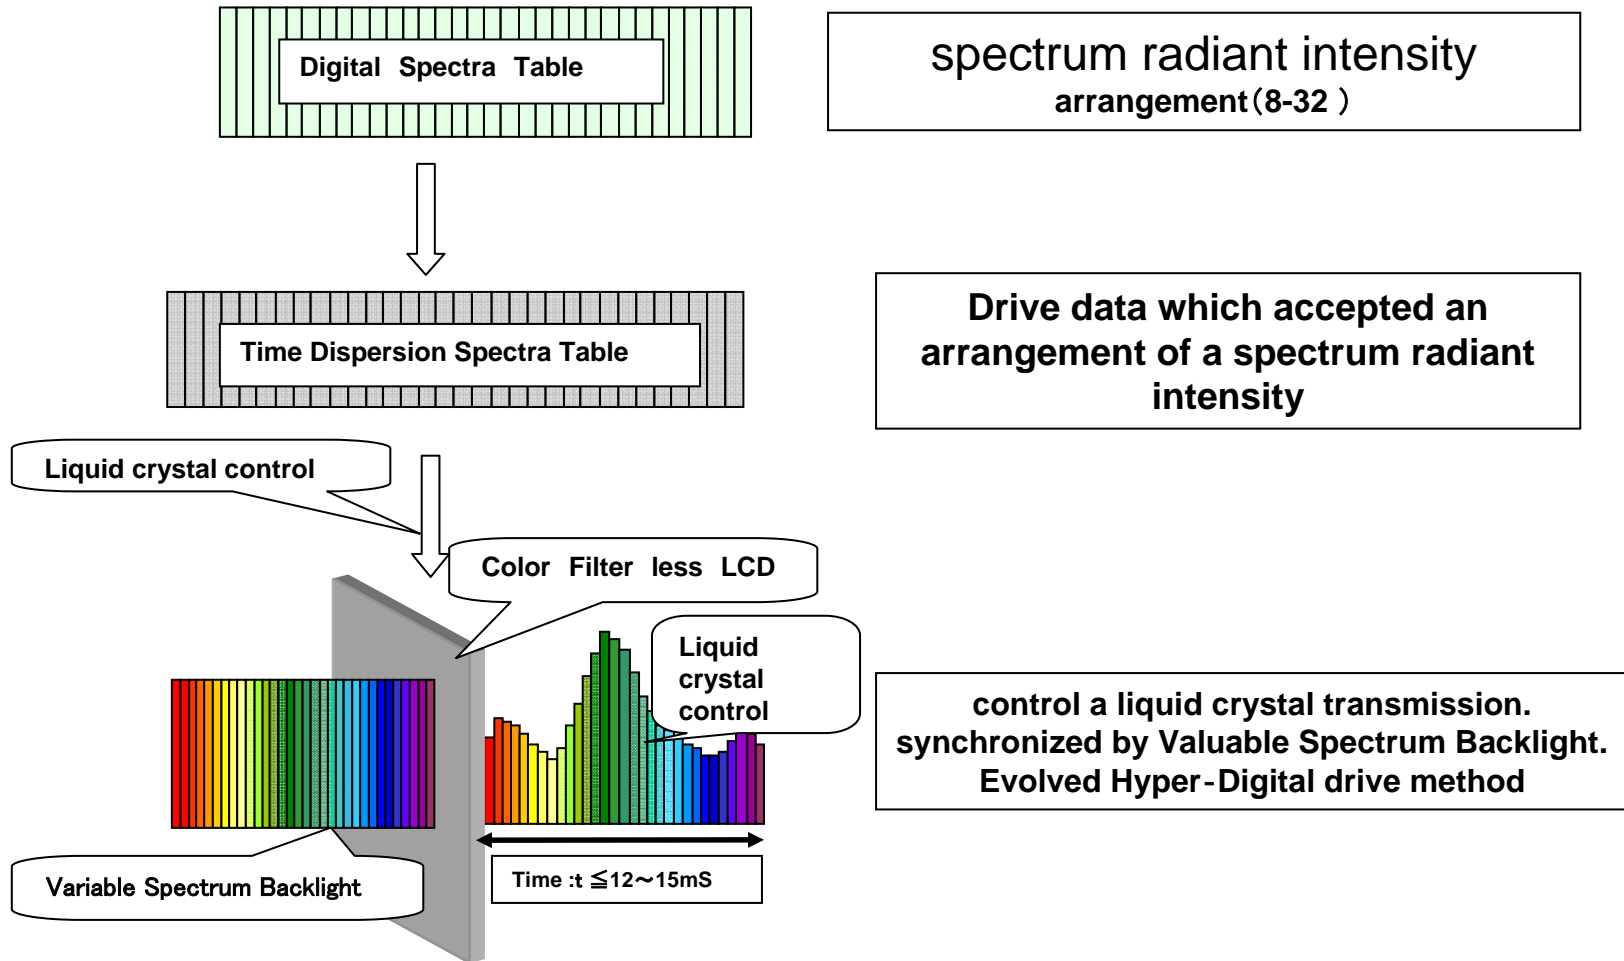 Digital Spectra Table
spectrum radiant intensity
arrangement（8-32 ）
Time Dispersion Spectra Table
Drive data which accepted an
arrangement of a spectrum radiant
intensity
Liquid crystal control
Color Filter less LCD
Liquid
crystal
control
control a liquid crystal transmission.
synchronized by Valuable Spectrum Backlight.
Evolved Hyper-Digital drive method
Variable Spectrum Backlight
Time :t ≦12～15mS